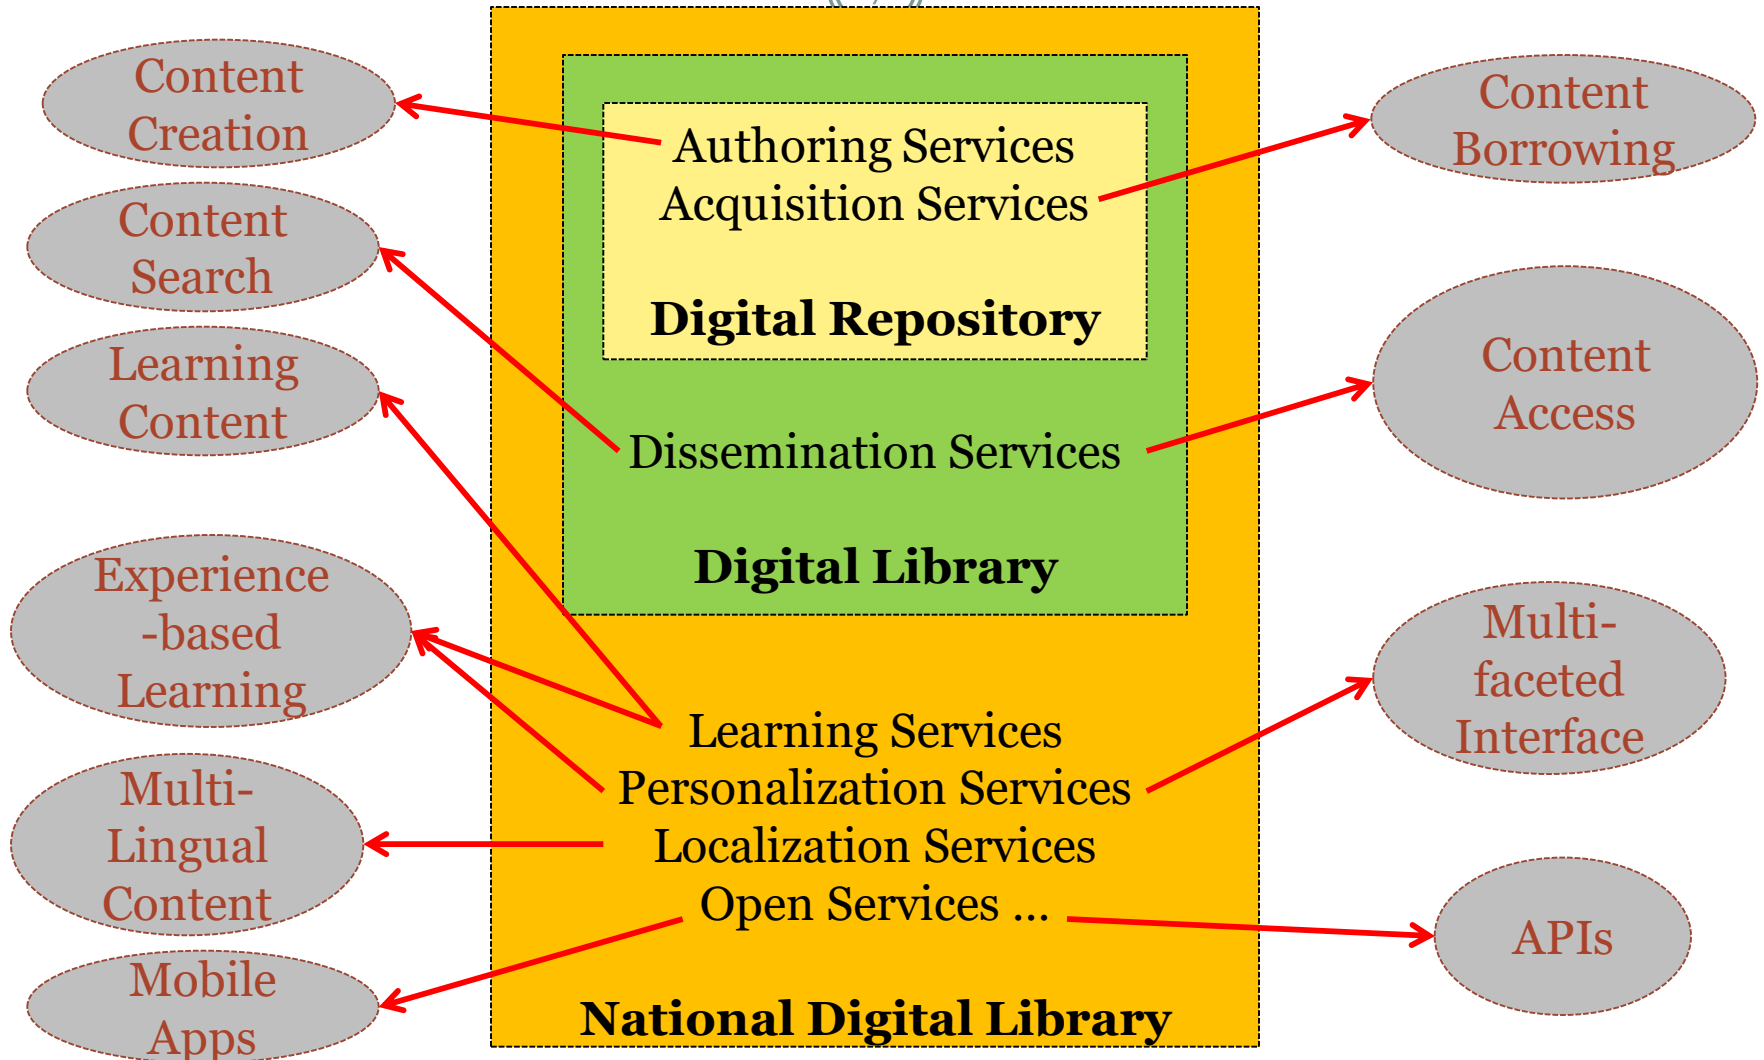 Content
Creation
Content
Search
Learning
Content
Experience
-based
Learning
Multi-
Lingual
Content
Mobile
Apps
Authoring Services
Acquisition Services
Digital Repository
Dissemination Services
Digital Library
Learning Services
Personalization Services
Localization Services
Open Services ...
National Digital Library
Content
Borrowing
Content
Access
Multi-
faceted
Interface
APIs